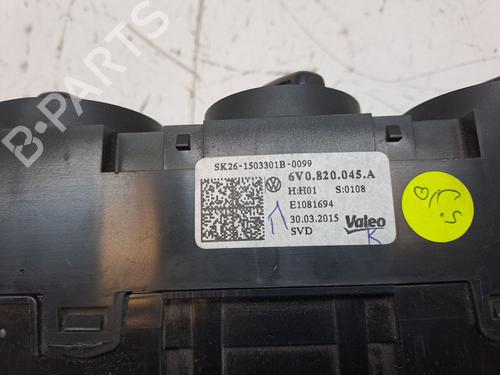 SK26-1503301B-0099
6V0.820.045.A
H:H01 S:0108
E1081694
30.03.2015 Valeo
SVD K
B-PARTS